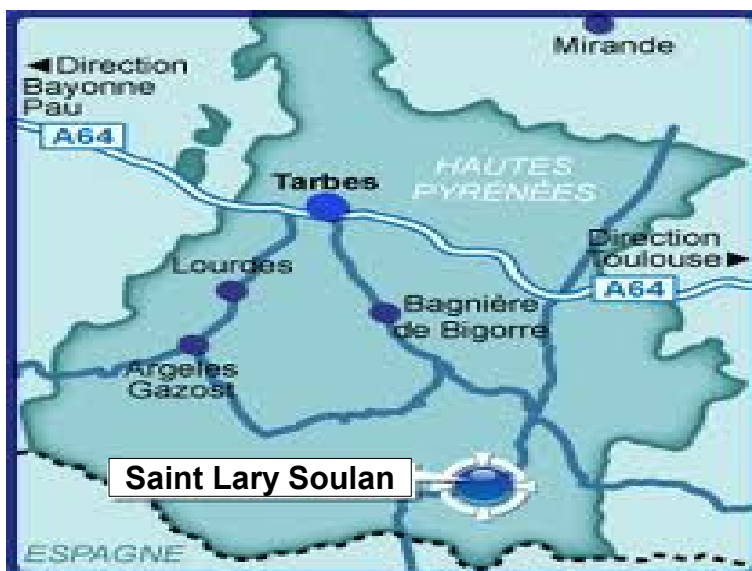 Mirande
◄Direction
Bayonne
Pau
A64
HAUTES
PYRENÉES
Tarbes
Direction
Toulouse►
A64
Lourdes
Bagnière
de Bigorre
Argeles
Gazost
Saint Lary Soulan
ESPAGNE